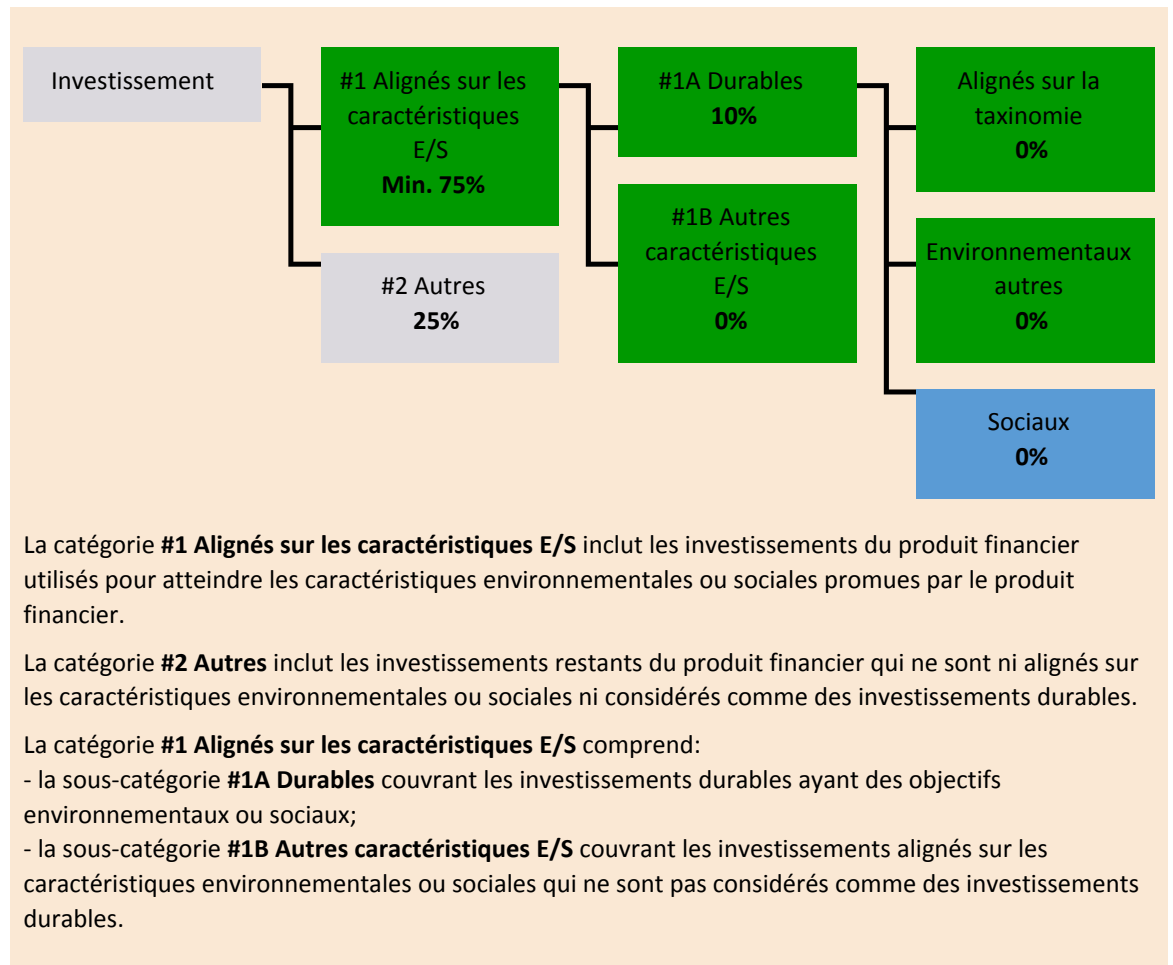 Investissement
#1 Alignés sur les
caractéristiques
E/S
Min. 75%
#2 Autres
25%
#1A Durables
10%
#1B Autres
caractéristiques
E/S
0%
Alignés sur la
taxinomie
0%
Environnementaux
autres
0%
Sociaux
0%
La catégorie #1 Alignés sur les caractéristiques E/S inclut les investissements du produit financier
utilisés pour atteindre les caractéristiques environnementales ou sociales promues par le produit
financier.
La catégorie #2 Autres inclut les investissements restants du produit financier qui ne sont ni alignés sur
les caractéristiques environnementales ou sociales ni considérés comme des investissements durables.
La catégorie #1 Alignés sur les caractéristiques E/S comprend:
- la sous-catégorie #1A Durables couvrant les investissements durables ayant des objectifs
environnementaux ou sociaux;
- la sous-catégorie #1B Autres caractéristiques E/S couvrant les investissements alignés sur les
caractéristiques environnementales ou sociales qui ne sont pas considérés comme des investissements
durables.